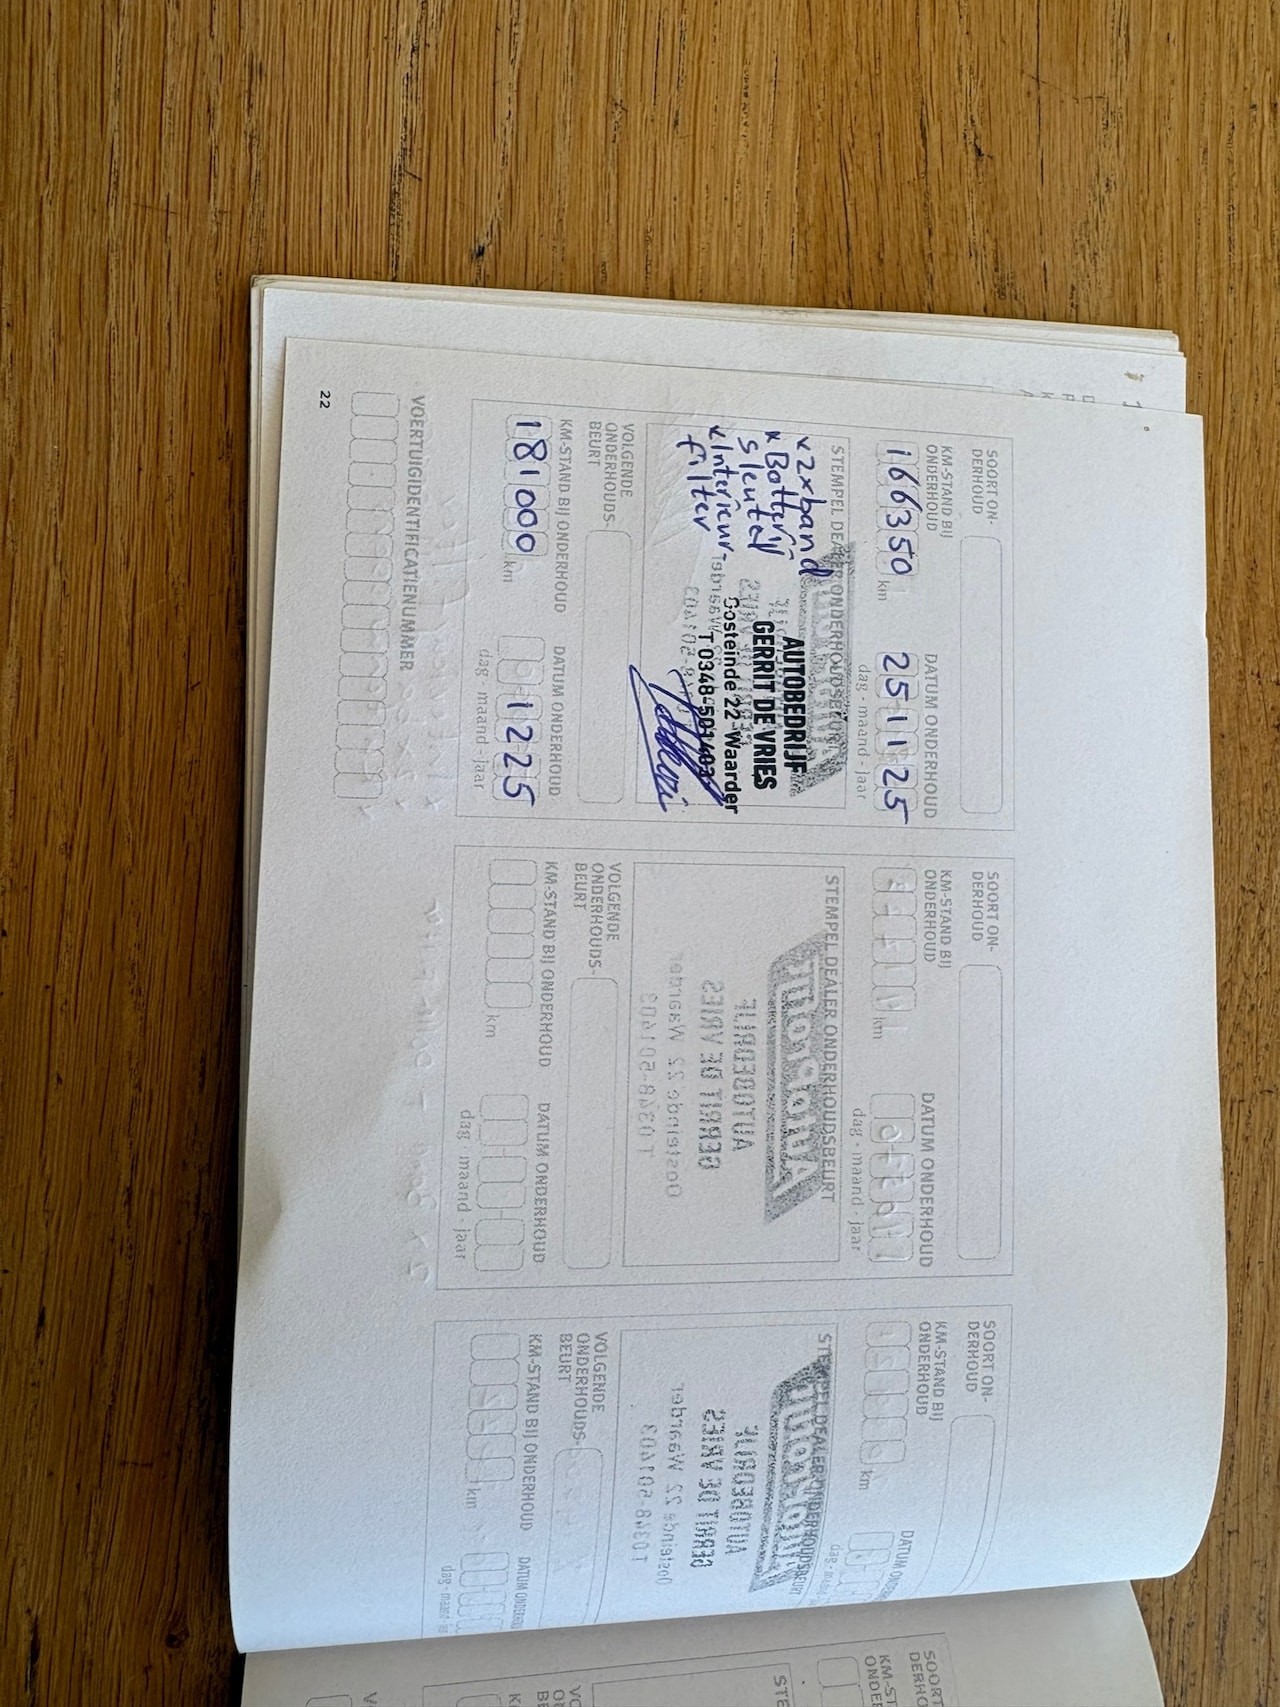 SOORT ON-
DERHOUD
KM-STAND BIJ
ONDERHOUD
166350 km
DATUM ONDERHOUD
25 11 25
dag - maand - jaar
STEMPEL DEALER ONDERHOUDSBEURT
x 2x band
x Batterij
sleutel
x Interieur-
filter
AUTOBEDRIJF
GERRIT DE VRIES
Oosteinde 22 Waarder
T 0348-501403
VOLGENDE
ONDERHOUDS-
BEURT
KM-STAND BIJ ONDERHOUD
181000 km
DATUM ONDERHOUD
1225
dag - maand - jaar
SOORT ON-
DERHOUD
KM-STAND BIJ
ONDERHOUD
km
DATUM ONDERHOUD
dag - maand - jaar
STEMPEL DEALER ONDERHOUDSBEURT
VOLGENDE
ONDERHOUDS-
BEURT
KM-STAND BIJ ONDERHOUD
km
DATUM ONDERHOUD
dag - maand - jaar
SOORT ON-
DERHOUD
KM-STAND BIJ
ONDERHOUD
km
DATUM
STEMPEL DEALER ONDERHOUDSBEURT
VOLGENDE
ONDERHOUDS-
BEURT
KM-STAND BIJ ONDERHOUD
km
DATUM ONDERHOUD
VOERTUIGIDENTIFICATIENUMMER
22